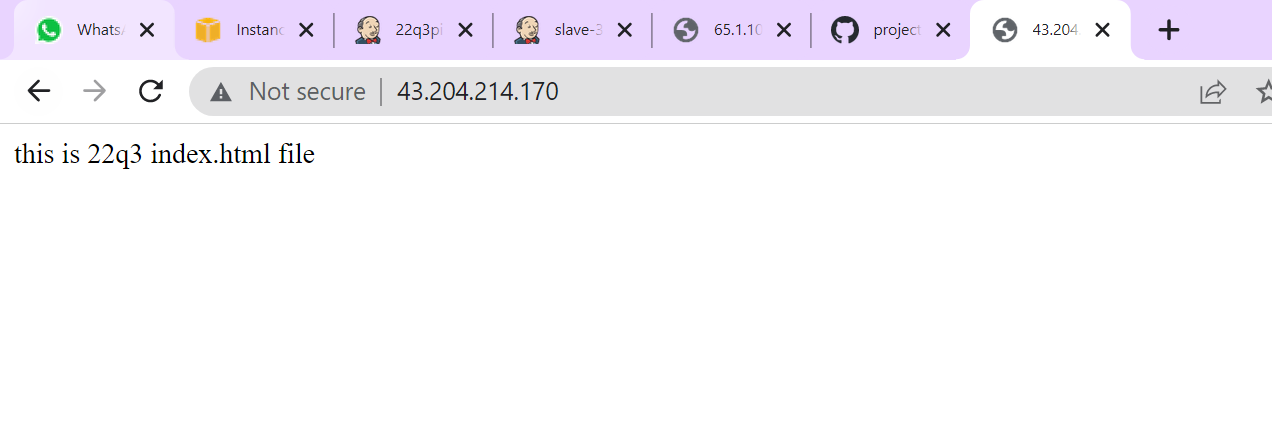 Whats
Instanc
22q3pi
slave-3
65.1.10
project
43.204
Not secure
43.204.214.170
this is 22q3 index.html file